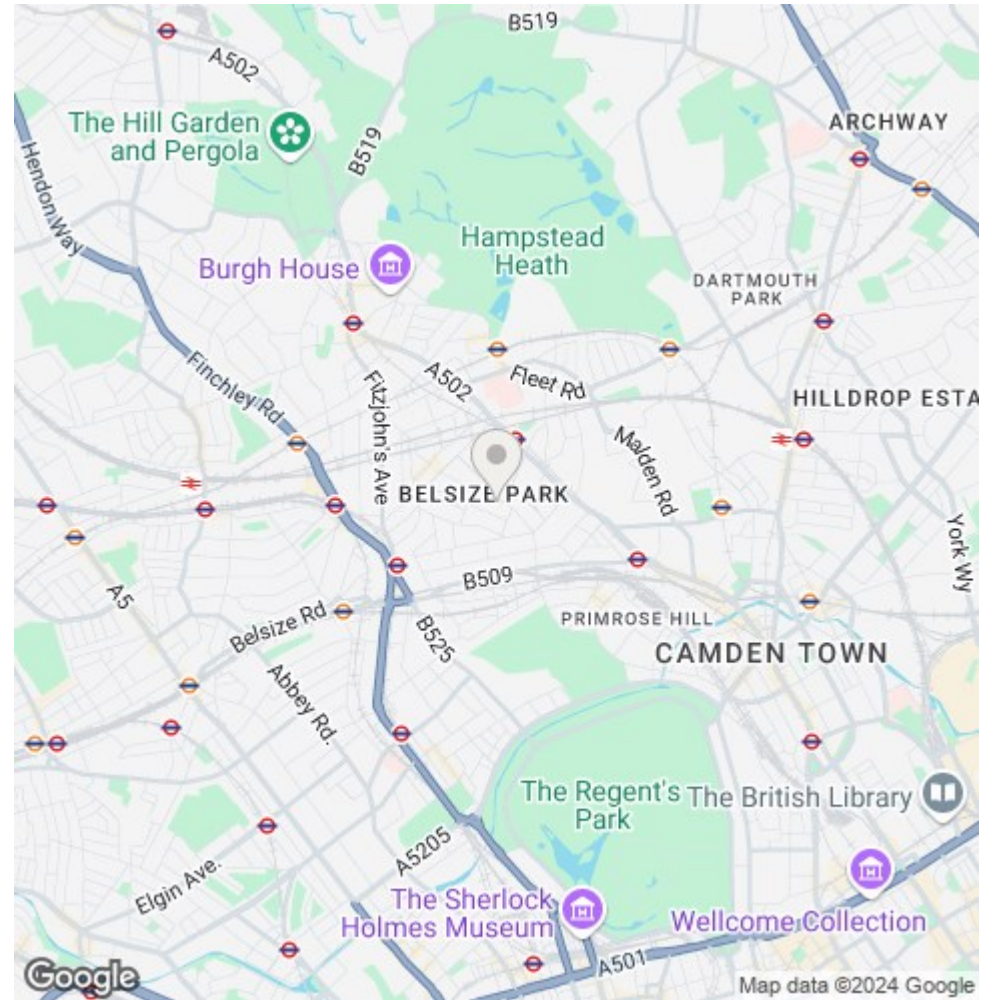 B519
A502
The Hill Garden
and Pergola
B519
ARCHWAY
Hendon Way
Hampstead
Heath
Burgh House
DARTMOUTH
PARK
A502
Fleet Rd
Finchley Rd
Fitzjohn's Ave
HILLDROP ESTA
Malden Rd
BELSIZE PARK
York Wy
B509
A5
Belsize Rd
PRIMROSE HILL
B525
CAMDEN TOWN
Abbey Rd.
The Regent's
Park
The British Library
A5205
Elgin Ave.
The Sherlock
Holmes Museum
Wellcome Collection
A501
Google
Map data ©2024 Google